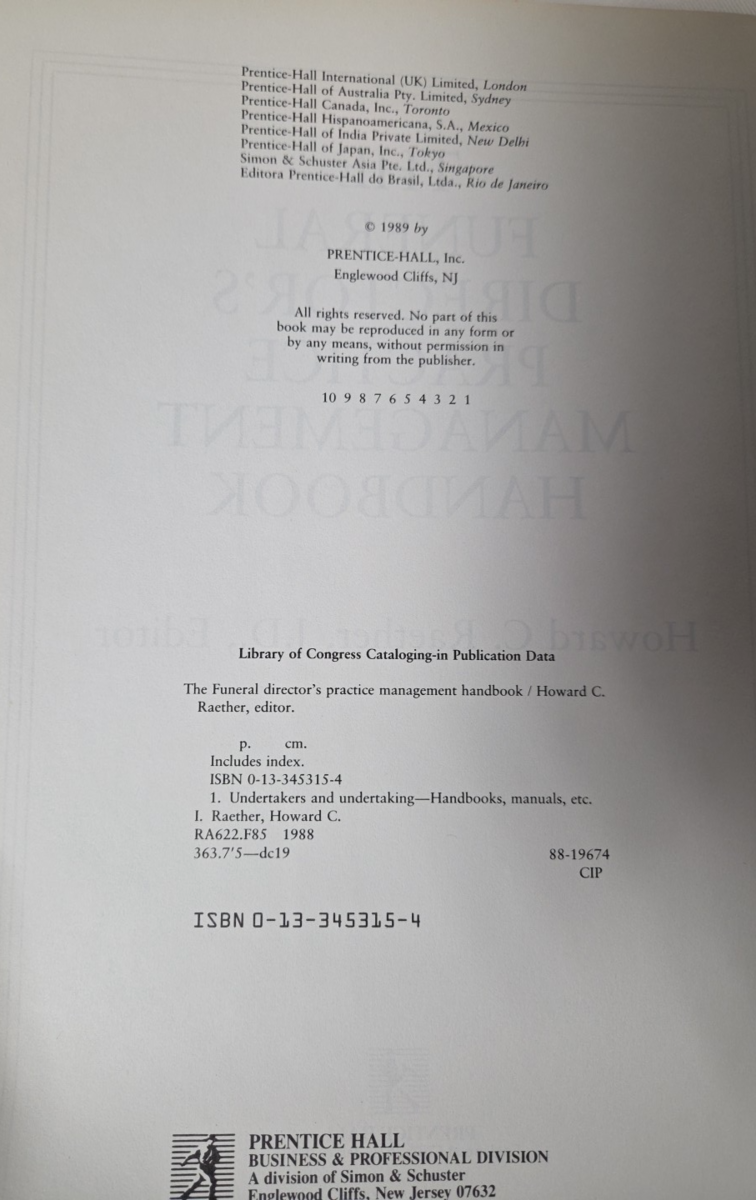 Prentice-Hall International (UK) Limited, London
Prentice-Hall of Australia Pty. Limited, Sydney
Prentice-Hall Canada, Inc., Toronto
Prentice-Hall Hispanoamericana, S.A., Mexico
Prentice-Hall of India Private Limited, New Delhi
Prentice-Hall of Japan, Inc., Tokyo
Simon & Schuster Asia Pte. Ltd., Singapore
Editora Prentice-Hall do Brasil, Ltda., Rio de Janeiro
© 1989 by
PRENTICE-HALL, Inc.
Englewood Cliffs, NJ
All rights reserved. No part of this
book may be reproduced in any form or
by any means, without permission in
writing from the publisher.
10 9 8 7 6 5 4 3 2 1
FUNERAL
DIRECTOR'S
PRACTICE
MANAGEMENT
HANDBOOK
Howard C. Raether, J.D., Editor
Library of Congress Cataloging-in Publication Data
The Funeral director's practice management handbook / Howard C.
Raether, editor.
p. cm.
Includes index.
ISBN 0-13-345315-4
1. Undertakers and undertaking—Handbooks, manuals, etc.
I. Raether, Howard C.
RA622.F85 1988
363.7'5—dc19 88-19674
CIP
ISBN 0-13-345315-4
PRENTICE HALL
BUSINESS & PROFESSIONAL DIVISION
A division of Simon & Schuster
Englewood Cliffs, New Jersey 07632